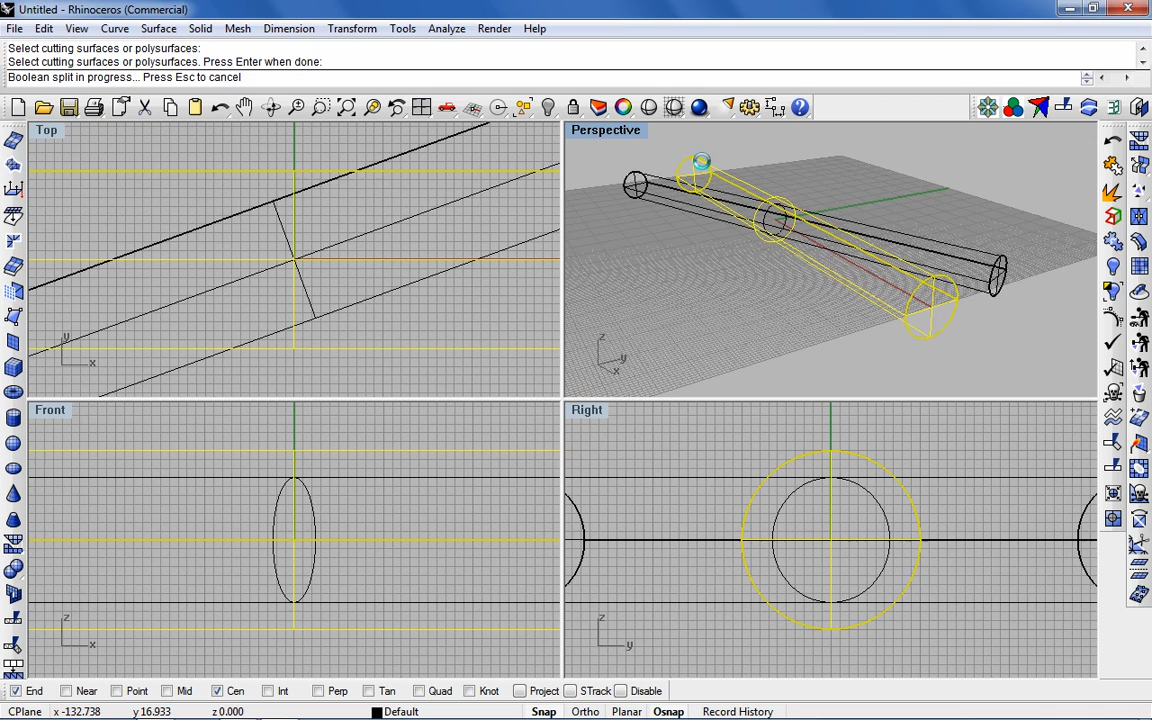 Untitled - Rhinoceros (Commercial)
File Edit View Curve Surface Solid Mesh Dimension Transform Tools Analyze Render Help
Select cutting surfaces or polysurfaces:
Select cutting surfaces or polysurfaces. Press Enter when done:
Boolean split in progress... Press Esc to cancel
Top Perspective
y
x
z
y
x
Front Right
z
x
z
y
End Near Point Mid Cen Int Perp Tan Quad Knot Project STrack Disable
CPlane x -132.738 y 16.933 z 0.000 Default Snap Ortho Planar Osnap Record History